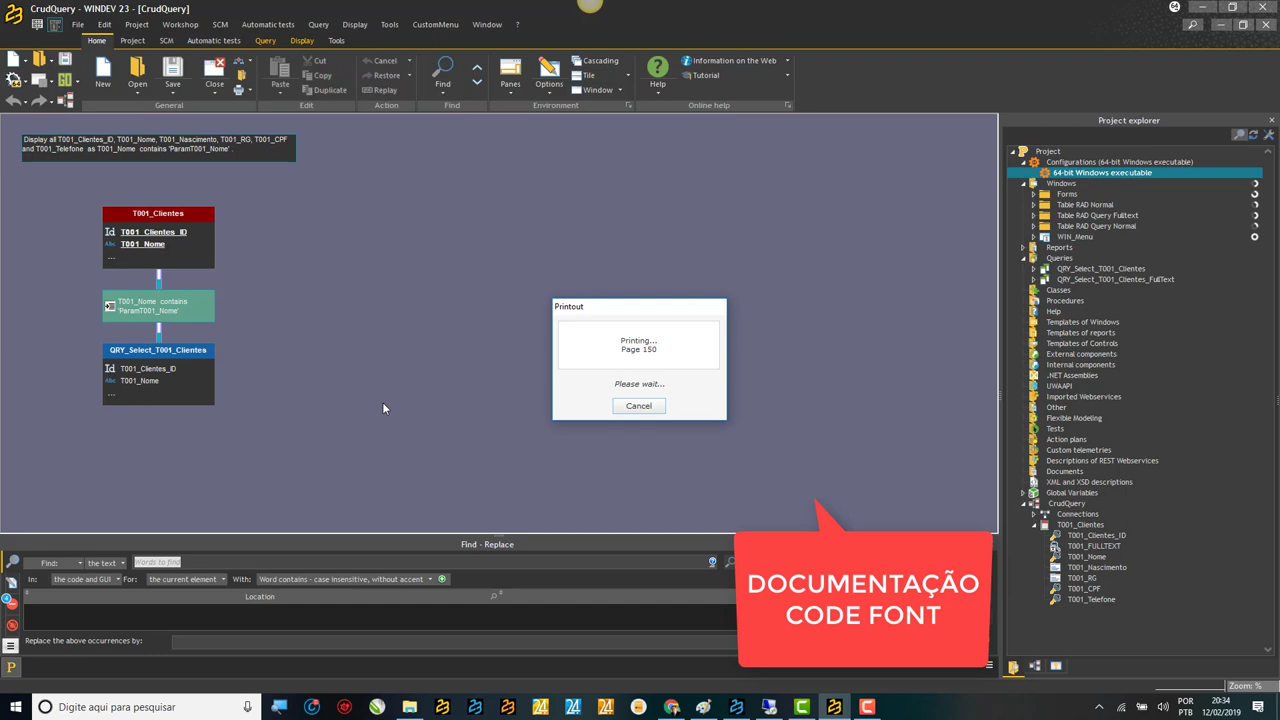 CrudQuery - WINDEV 23 - [CrudQuery]
File Edit Project Workshop SCM Automatic tests Query Display Tools CustomMenu Window ?
64
Home Project SCM Automatic tests Query Display Tools
New Open Save Close
General
Paste
Cut
Copy
Duplicate
Edit
Cancel
Restore
Replay
Action
Find
Find
Panes Options
Cascading
Tile
Window
Environment
Help
Information on the Web
Tutorial
Online help
Display all T001_Clientes_ID, T001_Nome, T001_Nascimento, T001_RG, T001_CPF
and T001_Telefone as T001_Nome contains 'ParamT001_Nome' .
T001_Clientes
Id T001_Clientes_ID
Abc T001_Nome
...
T001_Nome contains
'ParamT001_Nome'
QRY_Select_T001_Clientes
Id T001_Clientes_ID
Abc T001_Nome
...
Printout
Printing...
Page 150
Please wait...
Cancel
Project explorer
Project
Configurations (64-bit Windows executable)
64-bit Windows executable
Windows
Forms
Table RAD Normal
Table RAD Query Fulltext
Table RAD Query Normal
WIN_Menu
Reports
Queries
QRY_Select_T001_Clientes
QRY_Select_T001_Clientes_FullText
Classes
Procedures
Help
Templates of Windows
Templates of reports
Templates of Controls
External components
Internal components
.NET Assemblies
UWAAPI
Imported Webservices
Other
Flexible Modeling
Tests
Action plans
Custom telemetries
Descriptions of REST Webservices
Documents
XML and XSD descriptions
Global Variables
CrudQuery
Connections
T001_Clientes
T001_Clientes_ID
T001_FULLTEXT
T001_Nome
T001_Nascimento
T001_RG
T001_CPF
T001_Telefone
Find - Replace
Find: the text Words to find
In: the code and GUI For: the current element With: Word contains - case insensitive, without accent
Location
Replace the above occurrences by:
DOCUMENTAÇÃO
CODE FONT
Zoom: %
Digite aqui para pesquisar
POR
PTB
20:34
12/02/2019